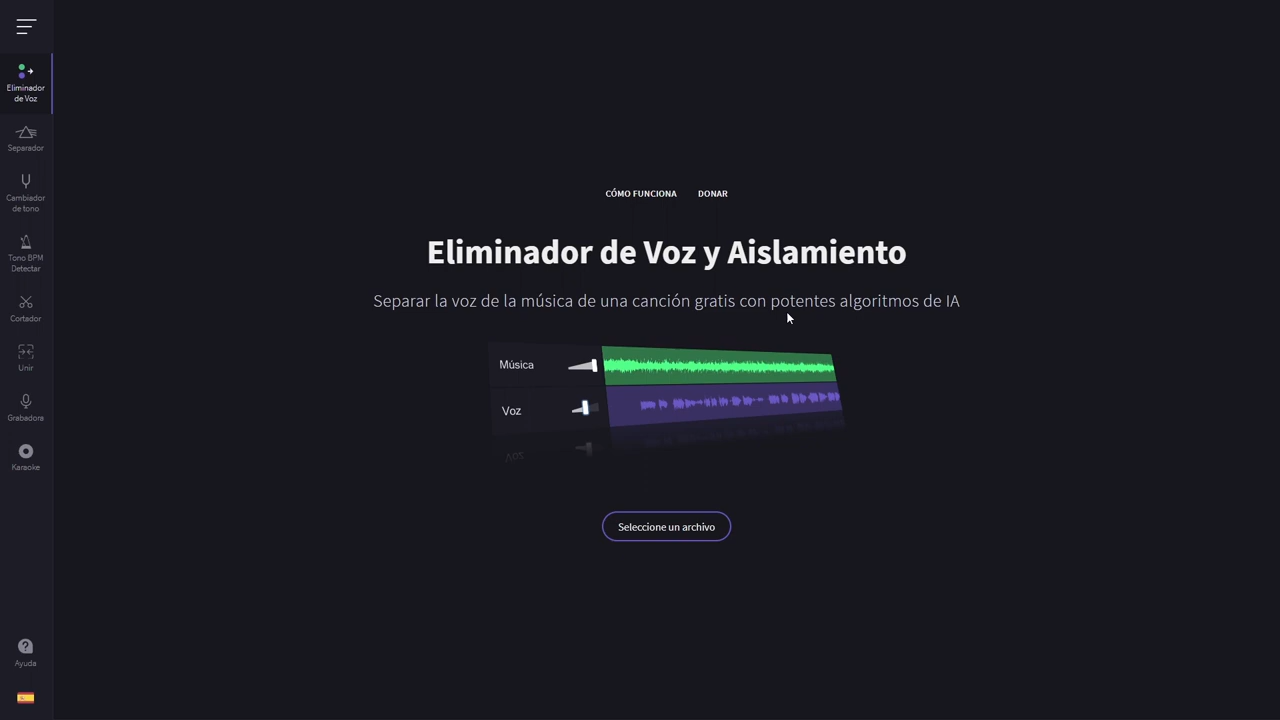 Eliminador
de Voz
Separador
Cambiador
de tono
Tono BPM
Detectar
Cortador
Unir
Grabadora
Karaoke
Ayuda
CÓMO FUNCIONA DONAR
Eliminador de Voz y Aislamiento
Separar la voz de la música de una canción gratis con potentes algoritmos de IA
Música
Voz
Voz
Seleccione un archivo